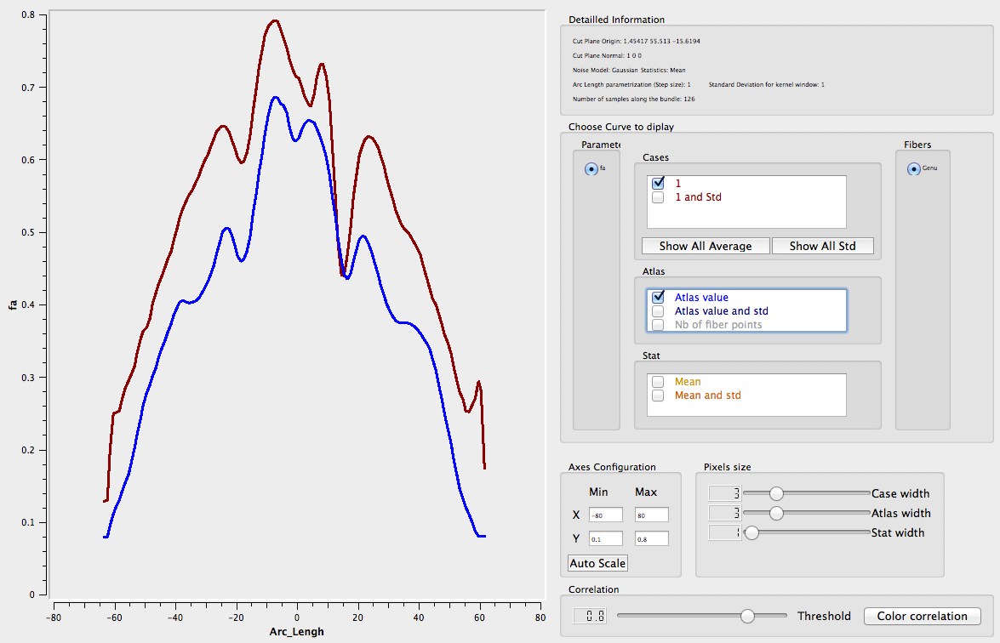 0.8
0.7
0.6
0.5
0.4
0.3
0.2
0.1
0
fa
-80 -60 -40 -20 0 20 40 60 80
Arc_Lengh
Detailled Information
Cut Plane Origin: 1.45417 55.513 -15.6194
Cut Plane Normal: 1 0 0
Noise Model: Gaussian Statistics: Mean
Arc Length parametrization (Step size): 1 Standard Deviation for kernel window: 1
Number of samples along the bundle: 126
Choose Curve to diplay
Paramete
fa
Cases
1
1 and Std
Show All Average Show All Std
Atlas
Atlas value
Atlas value and std
Nb of fiber points
Stat
Mean
Mean and std
Fibers
Genu
Axes Configuration
Min Max
X -80 80
Y 0.1 0.8
Auto Scale
Pixels size
3 Case width
3 Atlas width
1 Stat width
Correlation
0.8 Threshold Color correlation